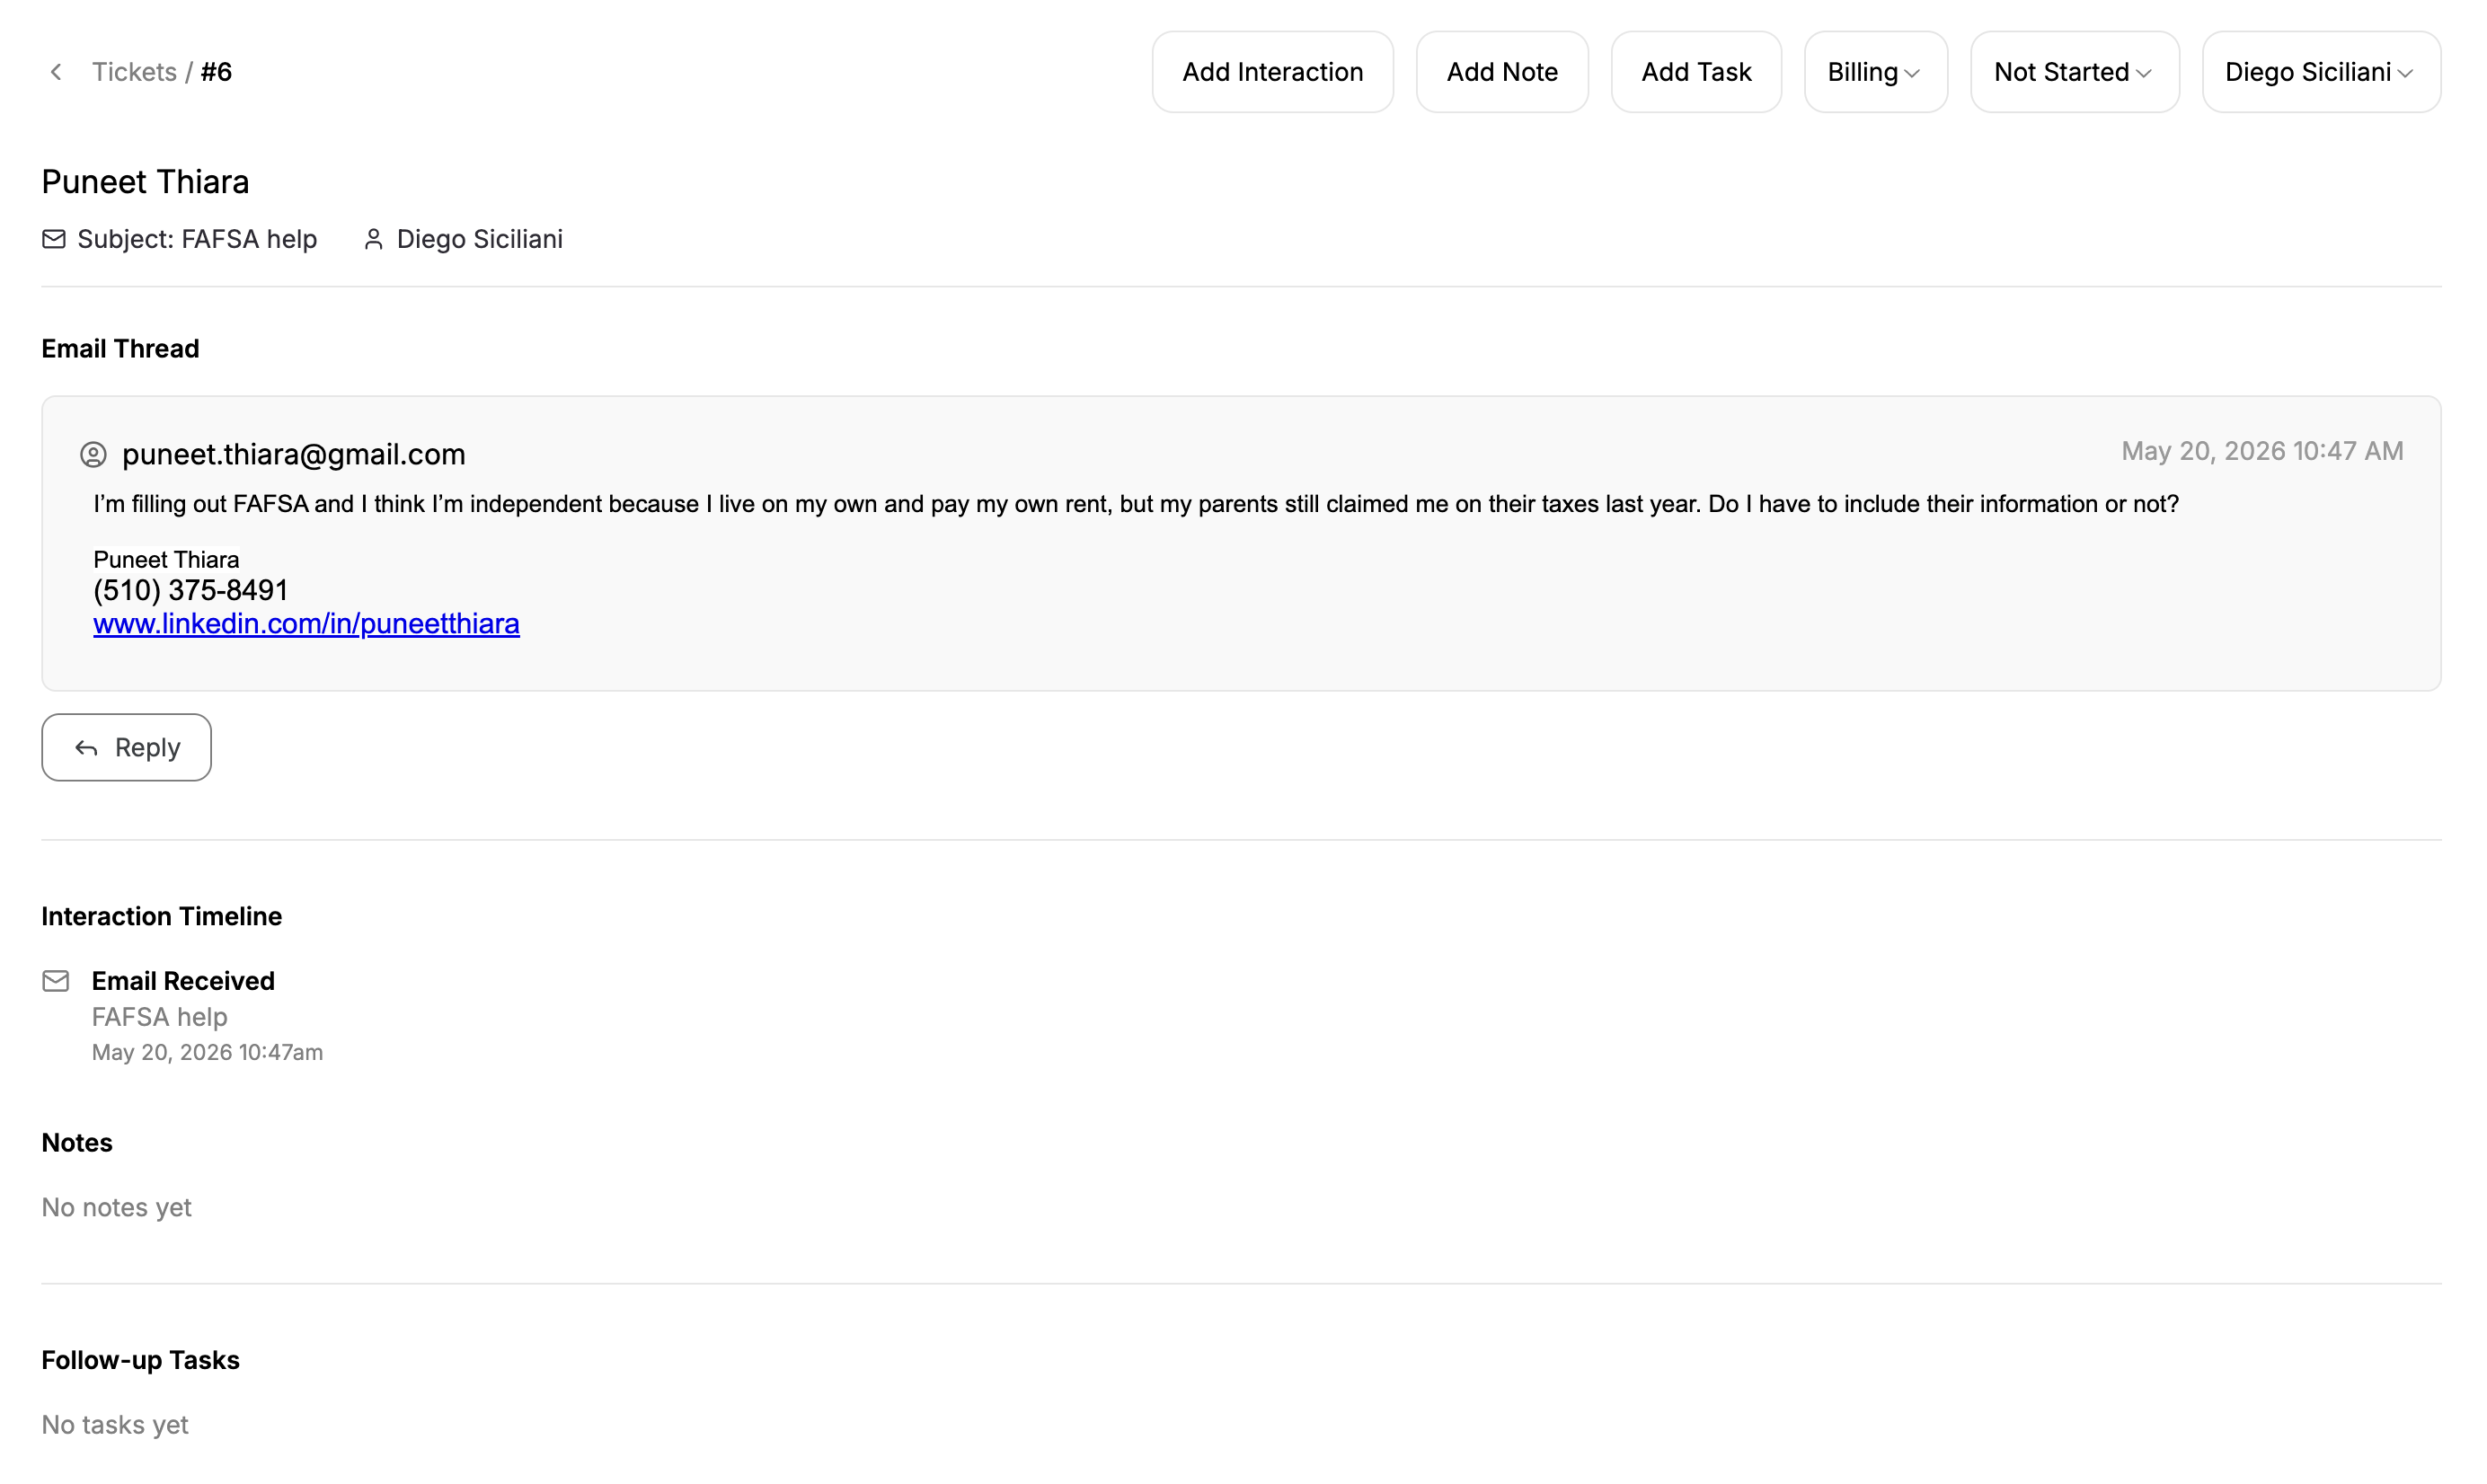 Tickets / #6
Add Interaction
Add Note
Add Task
Billing
Not Started
Diego Siciliani
Puneet Thiara
Subject: FAFSA help
Diego Siciliani
Email Thread
puneet.thiara@gmail.com
May 20, 2026 10:47 AM
I’m filling out FAFSA and I think I’m independent because I live on my own and pay my own rent, but my parents still claimed me on their taxes last year. Do I have to include their information or not?
Puneet Thiara
(510) 375-8491
www.linkedin.com/in/puneetthiara
Reply
Interaction Timeline
Email Received
FAFSA help
May 20, 2026 10:47am
Notes
No notes yet
Follow-up Tasks
No tasks yet